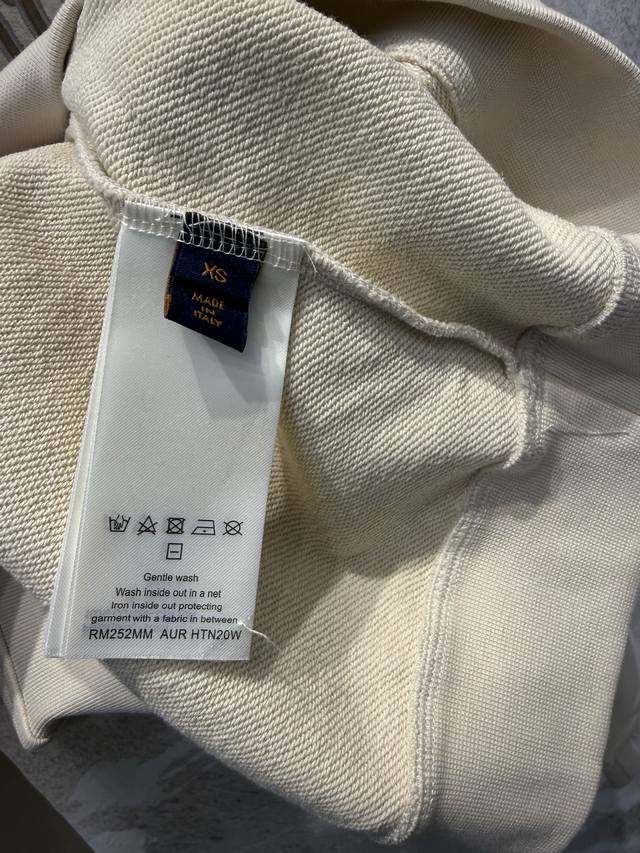 XS
MADE
IN
ITALY
Gentle wash
Wash inside out in a net
Iron inside out protecting
garment with a fabric in between
RM252MM AUR HTN20W